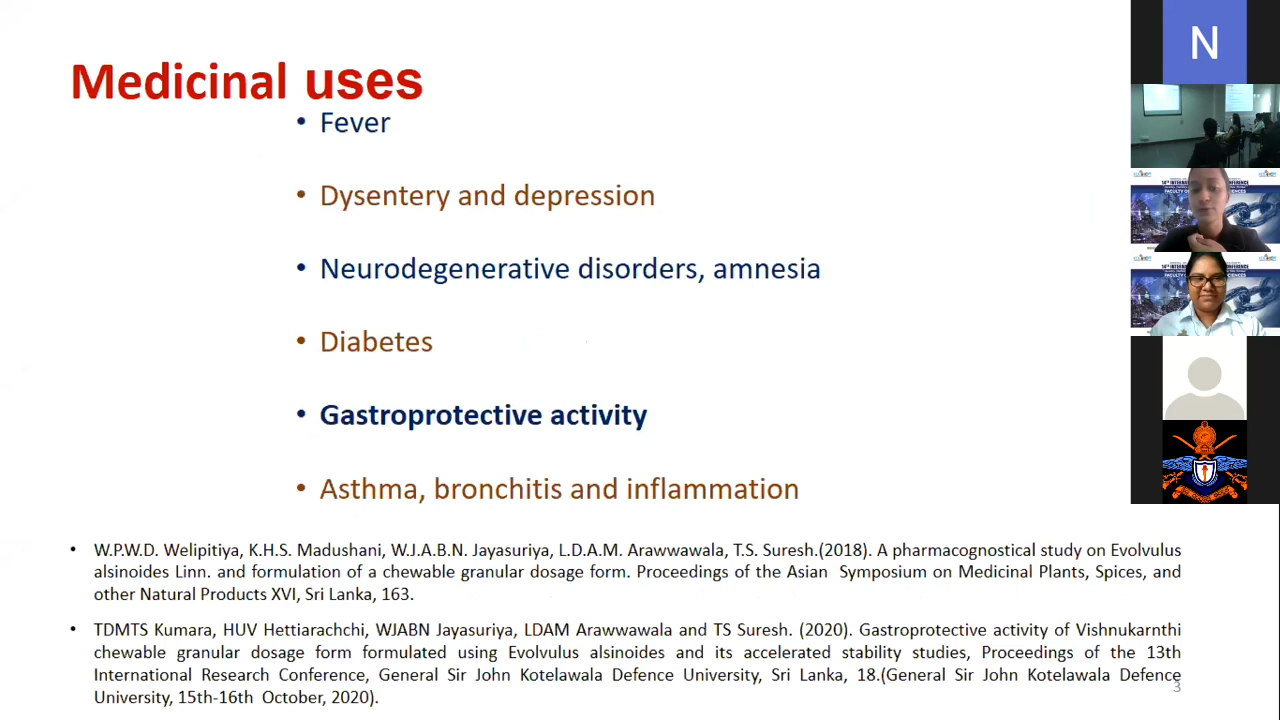 Medicinal uses
• Fever
• Dysentery and depression
• Neurodegenerative disorders, amnesia
• Diabetes
• Gastroprotective activity
• Asthma, bronchitis and inflammation
• W.P.W.D. Welipitiya, K.H.S. Madushani, W.J.A.B.N. Jayasuriya, L.D.A.M. Arawwawala, T.S. Suresh.(2018). A pharmacognostical study on Evolvulus
alsinoides Linn. and formulation of a chewable granular dosage form. Proceedings of the Asian Symposium on Medicinal Plants, Spices, and
other Natural Products XVI, Sri Lanka, 163.
• TDMTS Kumara, HUV Hettiarachchi, WJABN Jayasuriya, LDAM Arawwawala and TS Suresh. (2020). Gastroprotective activity of Vishnukarnthi
chewable granular dosage form formulated using Evolvulus alsinoides and its accelerated stability studies, Proceedings of the 13th
International Research Conference, General Sir John Kotelawala Defence University, Sri Lanka, 18.(General Sir John Kotelawala Defence
University, 15th-16th October, 2020).
3
N